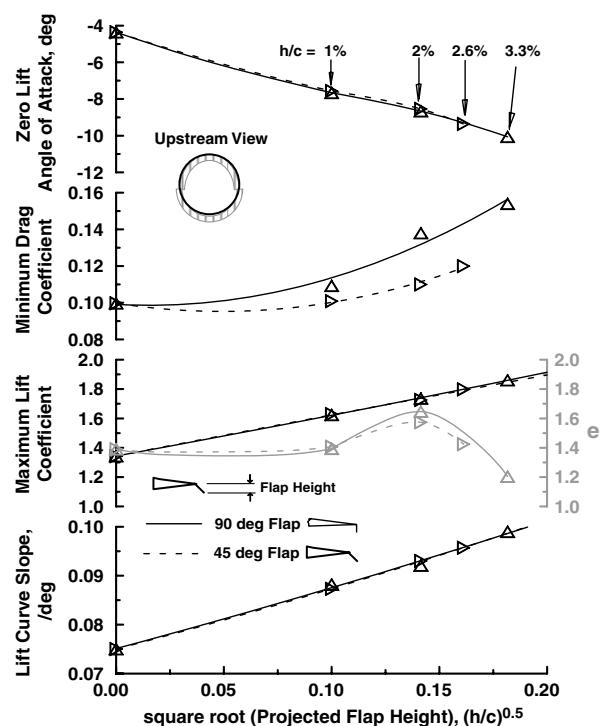 -4
-6
-8
-10
-12
Zero Lift
Angle of Attack, deg
h/c = 1%
2%
2.6%
3.3%
Upstream View
0.16
0.14
0.12
0.10
0.08
Minimum Drag
Coefficient
2.0
1.8
1.6
1.4
1.2
1.0
Maximum Lift
Coefficient
2.0
1.8
1.6
1.4
1.2
1.0
e
Flap Height
90 deg Flap
45 deg Flap
0.10
0.09
0.08
0.07
Lift Curve Slope,
/deg
0.00
0.05
0.10
0.15
0.20
square root (Projected Flap Height), (h/c)0.5